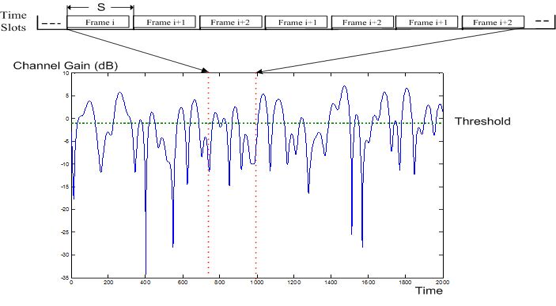 S
Time Slots
--- Frame i Frame i+1 Frame i+2 Frame i+1 Frame i+2 Frame i+1 Frame i+2 ---
Channel Gain (dB)
10
5
0
-5
-10
-15
-20
-25
-30
-35
Threshold
0 200 400 600 800 1000 1200 1400 1600 1800 2000
Time